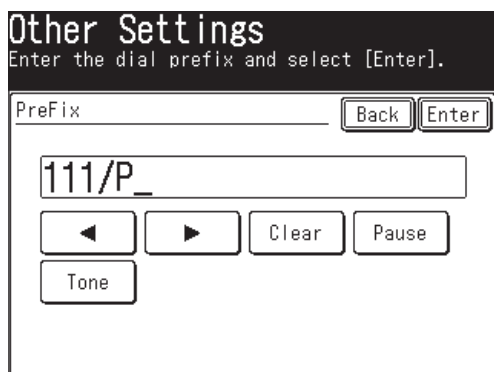 Other Settings
Enter the dial prefix and select [Enter].
PreFix Back Enter
111/P_
◄ ► Clear Pause
Tone